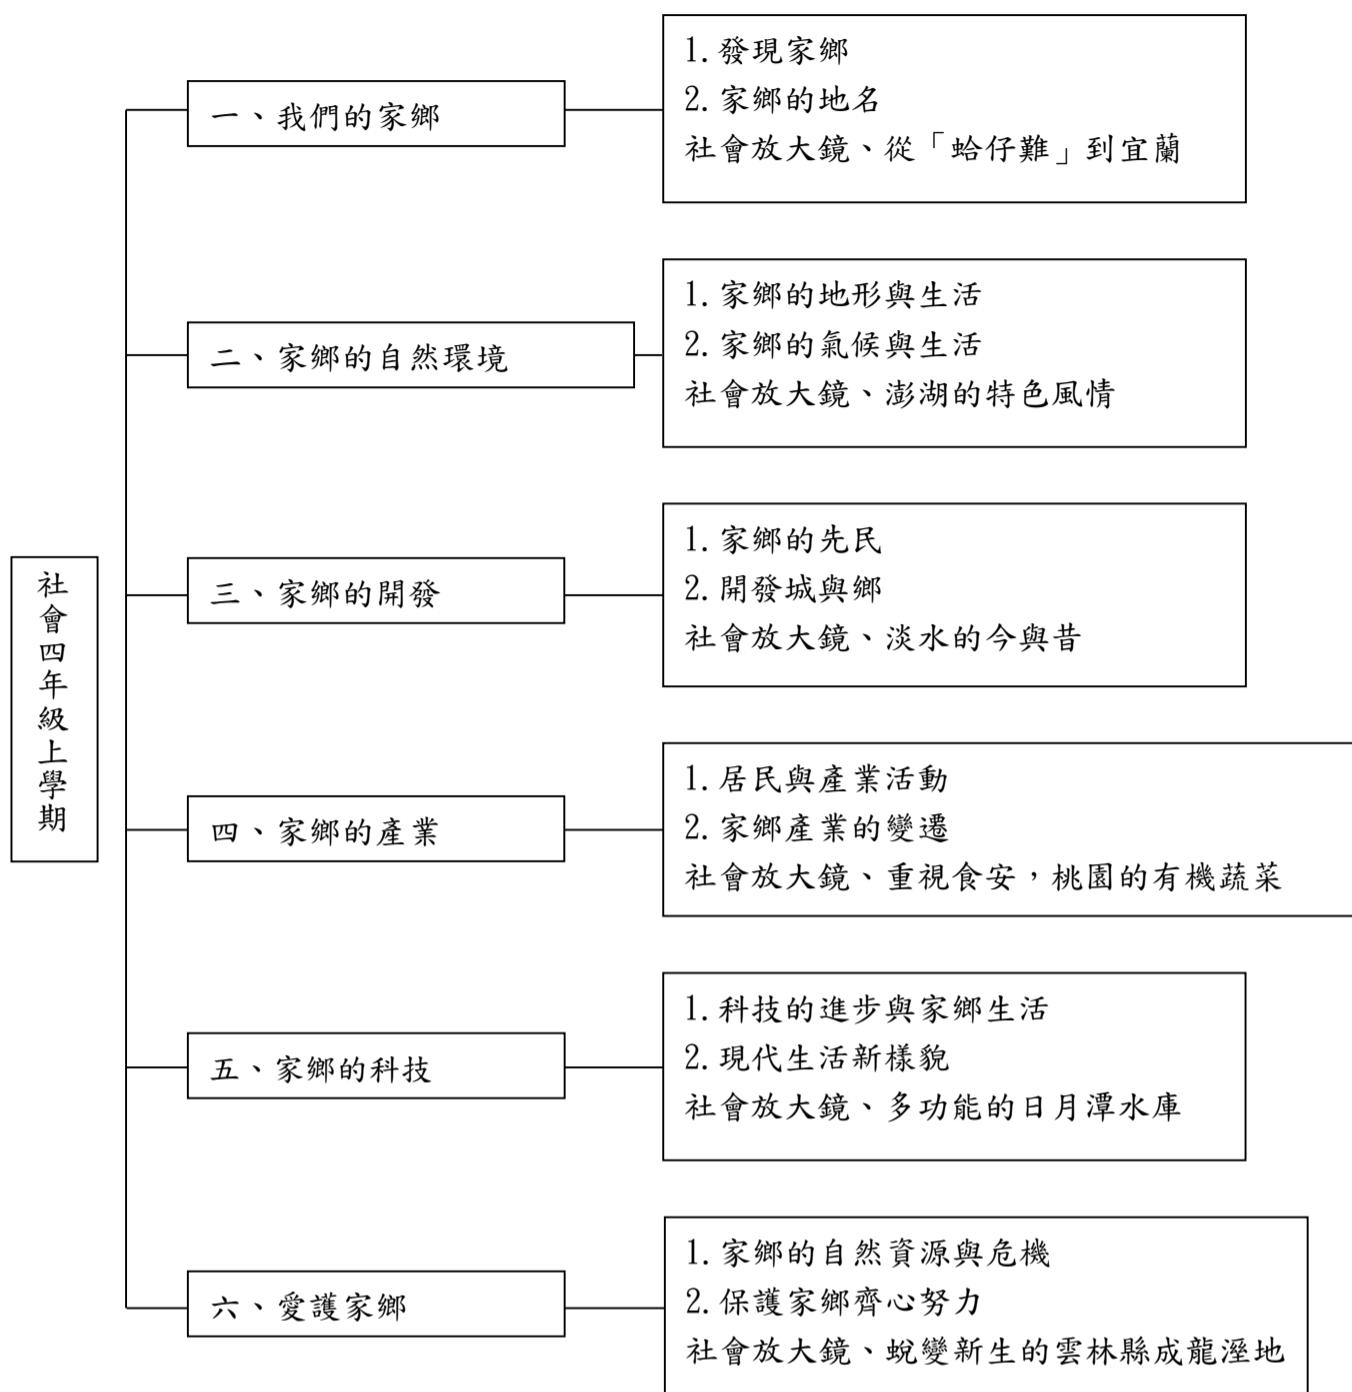 社會四年級上學期
一、我們的家鄉
1.發現家鄉
2.家鄉的地名
社會放大鏡、從「蛤仔難」到宜蘭
二、家鄉的自然環境
1.家鄉的地形與生活
2.家鄉的氣候與生活
社會放大鏡、澎湖的特色風情
三、家鄉的開發
1.家鄉的先民
2.開發城與鄉
社會放大鏡、淡水的今與昔
四、家鄉的產業
1.居民與產業活動
2.家鄉產業的變遷
社會放大鏡、重視食安，桃園的有機蔬菜
五、家鄉的科技
1.科技的進步與家鄉生活
2.現代生活新樣貌
社會放大鏡、多功能的日月潭水庫
六、愛護家鄉
1.家鄉的自然資源與危機
2.保護家鄉齊心努力
社會放大鏡、蛻變新生的雲林縣成龍溼地